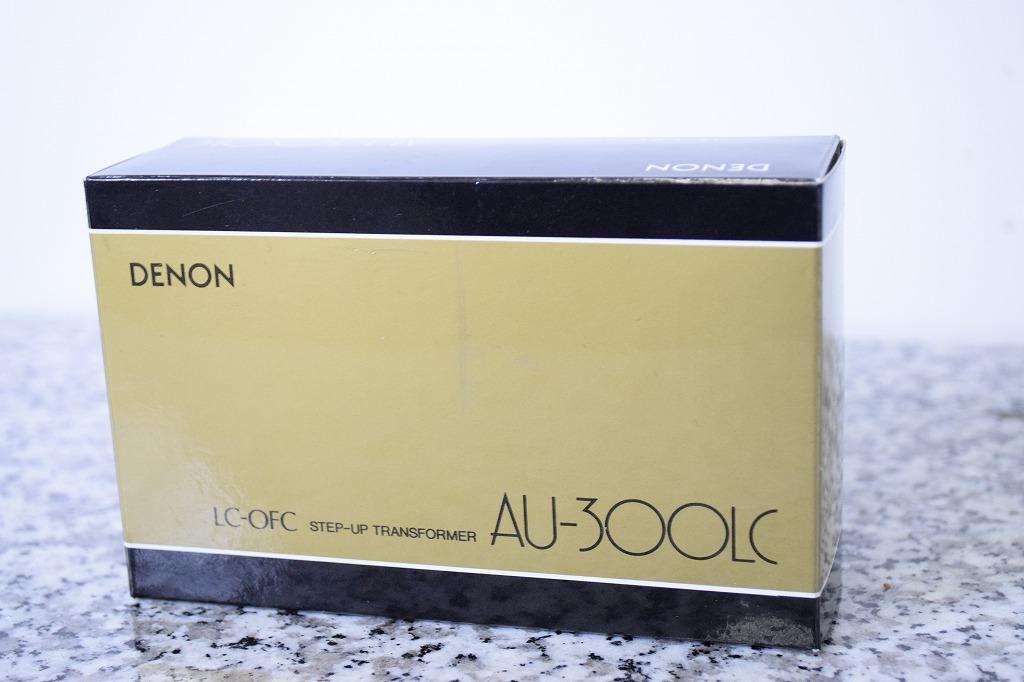 DENON
DENON
LC-OFC STEP-UP TRANSFORMER AU-300LC